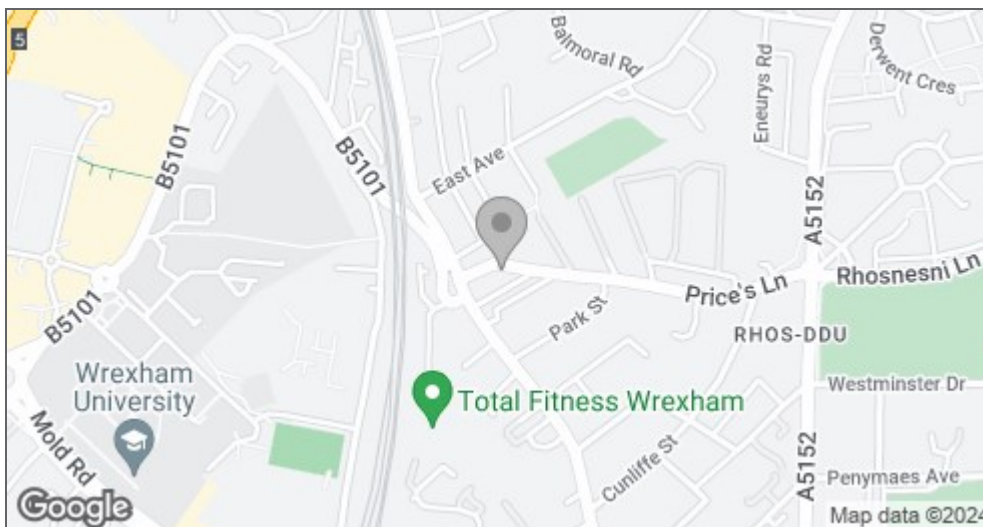 5
Balmoral Rd
Eneurys Rd
Derwent Cres
B5101
B5101
East Ave
A5152
B5101
Price's Ln
Rhosnesni Ln
Park St
RHOS-DDU
Wrexham
University
Total Fitness Wrexham
Westminster Dr
Mold Rd
Cunliffe St
A5152
Penymaes Ave
Google
Map data ©2024